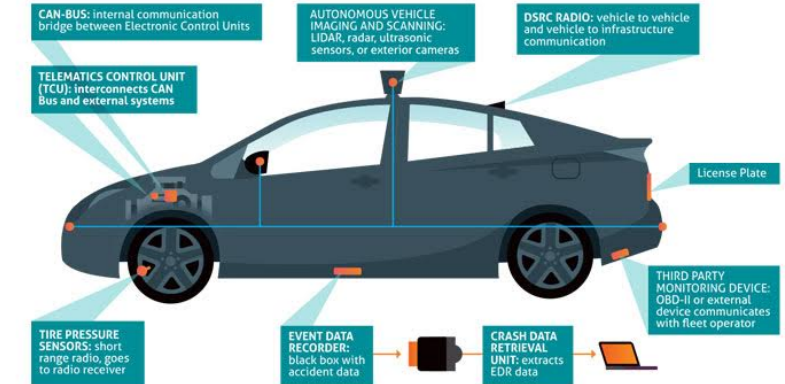 CAN-BUS: internal communication
bridge between Electronic Control Units
AUTONOMOUS VEHICLE
IMAGING AND SCANNING:
LIDAR, radar, ultrasonic
sensors, or exterior cameras
DSRC RADIO: vehicle to vehicle
and vehicle to infrastructure
communication
TELEMATICS CONTROL UNIT
(TCU): interconnects CAN
Bus and external systems
License Plate
THIRD PARTY
MONITORING DEVICE:
OBD-II or external
device communicates
with fleet operator
TIRE PRESSURE
SENSORS: short
range radio, goes
to radio receiver
EVENT DATA
RECORDER:
black box with
accident data
CRASH DATA
RETRIEVAL
UNIT: extracts
EDR data